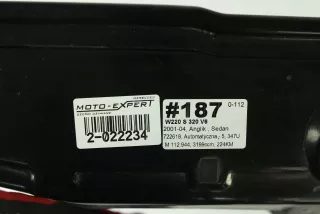 MOTO-EXPERT
2-022234
#187
0-112
W220 S 320 V6
2001-04, Anglik , Sedan
722618, Automatyczna,; 5, 347U
M 112.944, 3199ccm, 224KM